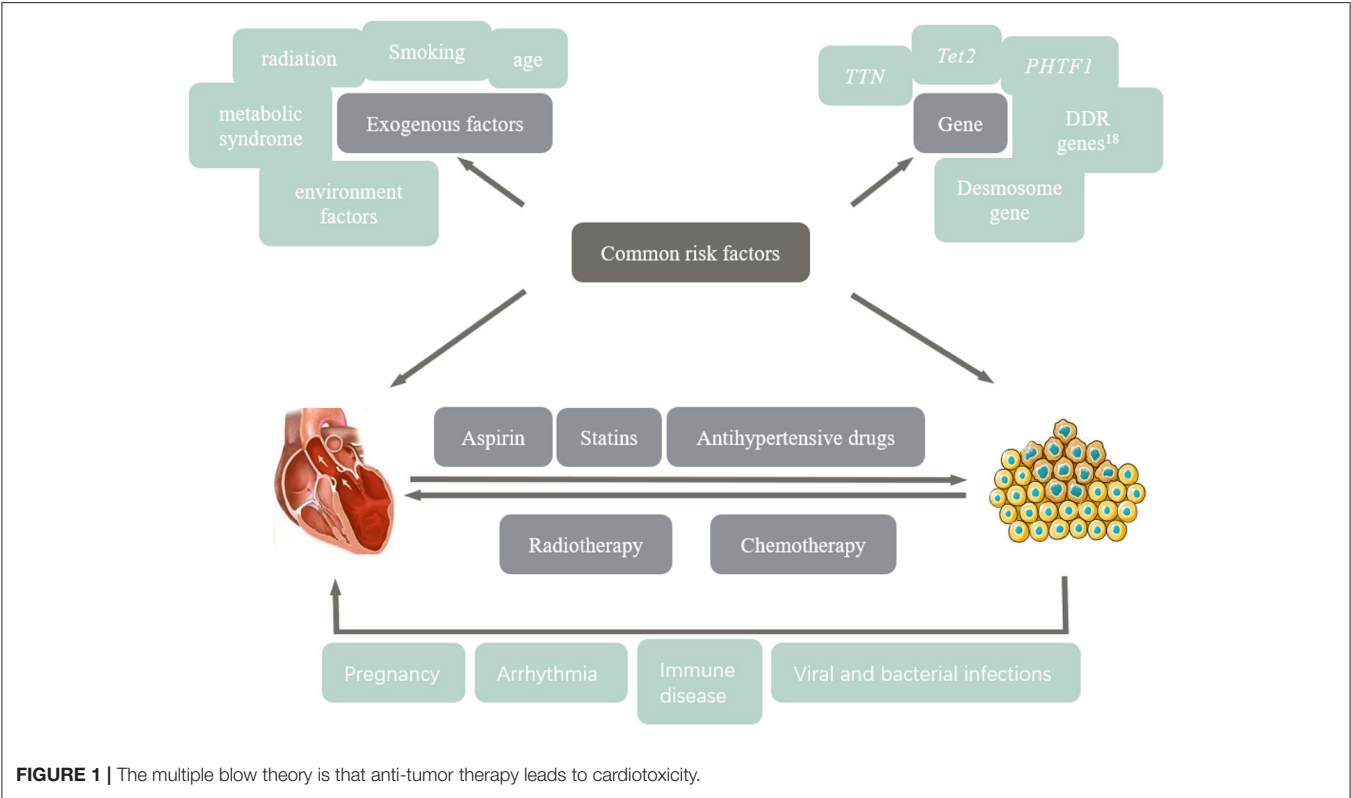 radiation
Smoking
age
metabolic
syndrome
Exogenous factors
environment
factors
TTN
Tet2
PHTF1
Gene
DDR
genes18
Desmosome
gene
Common risk factors
Aspirin
Statins
Antihypertensive drugs
Radiotherapy
Chemotherapy
Pregnancy
Arrhythmia
Immune
disease
Viral and bacterial infections
FIGURE 1 | The multiple blow theory is that anti-tumor therapy leads to cardiotoxicity.